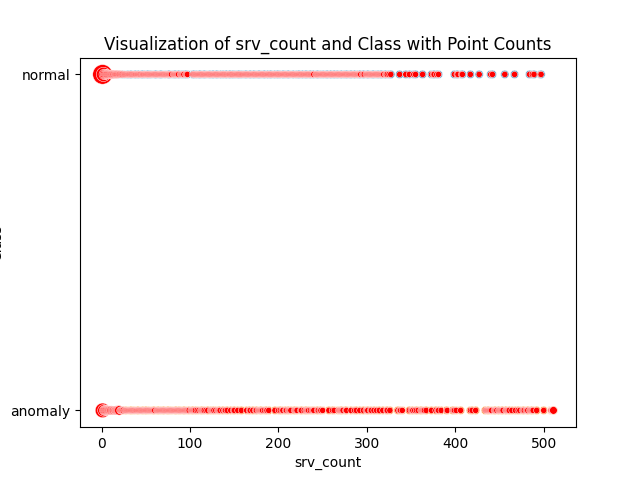 Visualization of srv_count and Class with Point Counts
normal
anomaly
0 100 200 300 400 500
srv_count